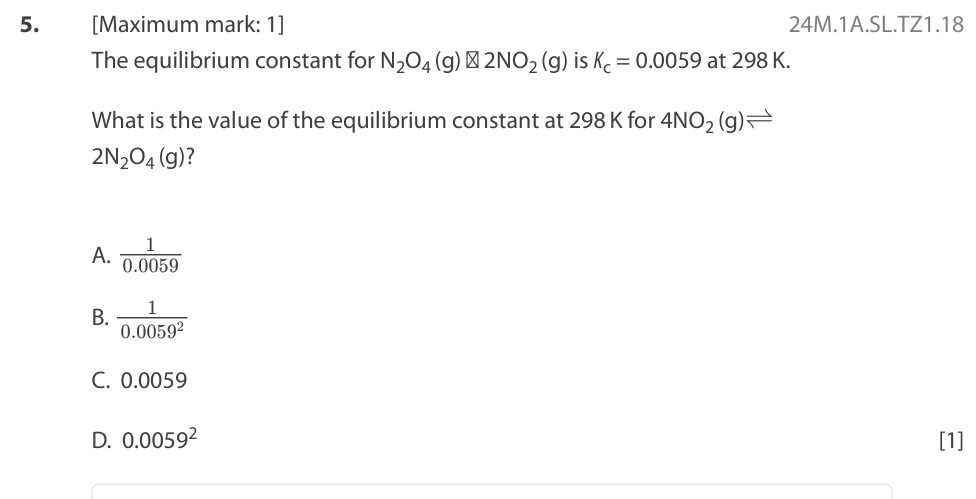 5. [Maximum mark: 1] 24M.1A.SL.TZ1.18
The equilibrium constant for N₂O₄ (g) ☒ 2NO₂ (g) is K꜀ = 0.0059 at 298 K.
What is the value of the equilibrium constant at 298 K for 4NO₂ (g)⇌
2N₂O₄ (g)?
A. 1/0.0059
B. 1/0.0059²
C. 0.0059
D. 0.0059² [1]